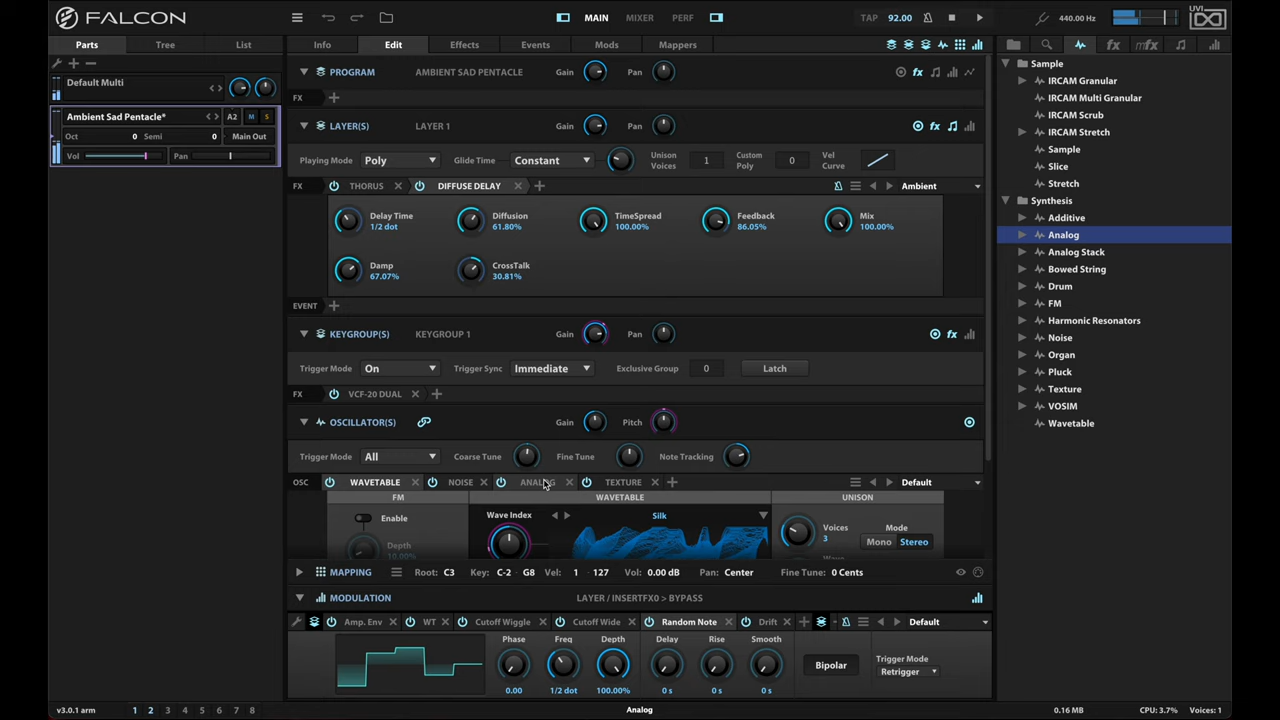 FALCON
MAIN MIXER PERF
TAP 92.00
440.00 Hz
UVI
Parts Tree List
Info Edit Effects Events Mods Mappers
Default Multi
Ambient Sad Pentacle* A2 M S
Oct 0 Semi 0 Main Out
Vol Pan
PROGRAM AMBIENT SAD PENTACLE Gain Pan
FX
LAYER(S) LAYER 1 Gain Pan
Playing Mode Poly Glide Time Constant Unison Voices 1 Custom Poly 0 Vel Curve
FX THORUS DIFFUSE DELAY Ambient
Delay Time 1/2 dot
Diffusion 61.80%
TimeSpread 100.00%
Feedback 86.05%
Mix 100.00%
Damp 67.07%
CrossTalk 30.81%
EVENT
KEYGROUP(S) KEYGROUP 1 Gain Pan
Trigger Mode On Trigger Sync Immediate Exclusive Group 0 Latch
FX VCF-20 DUAL
OSCILLATOR(S) Gain Pitch
Trigger Mode All Coarse Tune Fine Tune Note Tracking
OSC WAVETABLE NOISE ANALOG TEXTURE Default
FM WAVETABLE UNISON
Enable
Depth
10.00%
Wave Index
Silk
Voices 3
Mode
Mono Stereo
MAPPING Root: C3 Key: C-2 - G8 Vel: 1 - 127 Vol: 0.00 dB Pan: Center Fine Tune: 0 Cents
MODULATION LAYER / INSERTFX0 > BYPASS
Amp. Env WT Cutoff Wiggle Cutoff Wide Random Note Drift Default
Phase 0.00
Freq 1/2 dot
Depth 100.00%
Delay 0 s
Rise 0 s
Smooth 0 s
Bipolar
Trigger Mode
Retrigger
Sample
IRCAM Granular
IRCAM Multi Granular
IRCAM Scrub
IRCAM Stretch
Sample
Slice
Stretch
Synthesis
Additive
Analog
Analog Stack
Bowed String
Drum
FM
Harmonic Resonators
Noise
Organ
Pluck
Texture
VOSIM
Wavetable
v3.0.1 arm 1 2 3 4 5 6 7 8 Analog 0.16 MB CPU: 3.7% Voices: 1